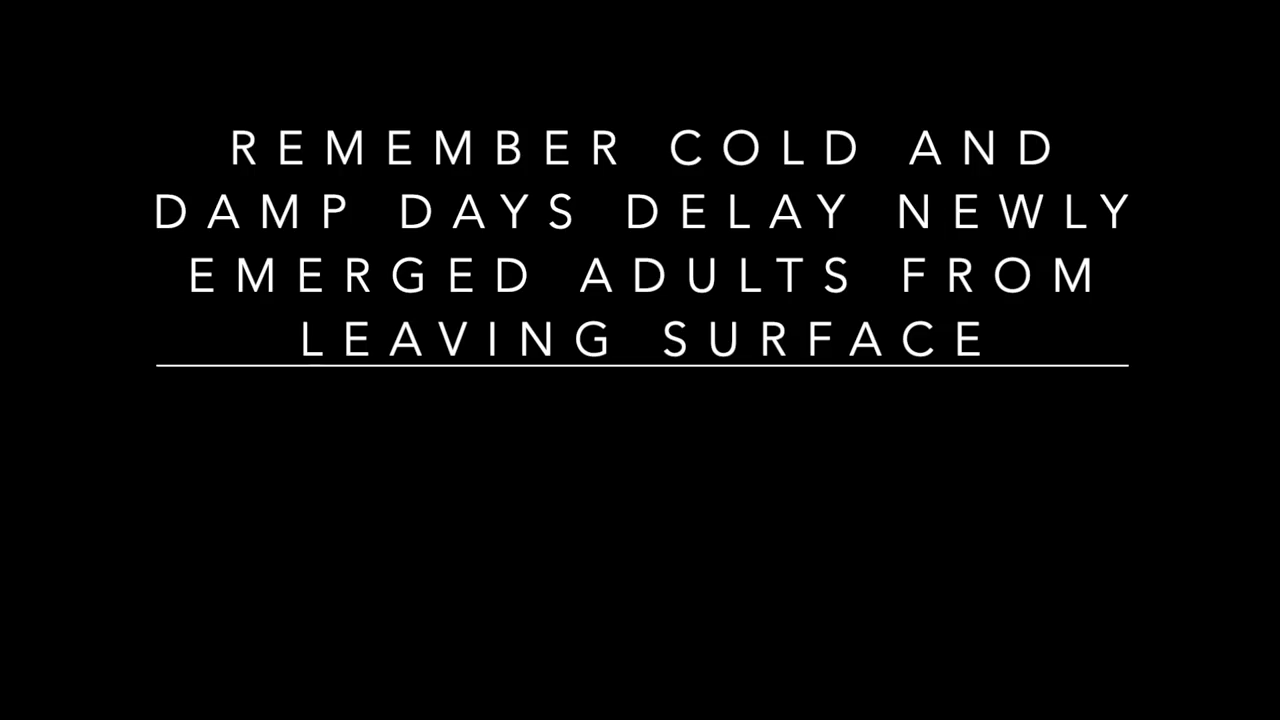 REMEMBER COLD AND
DAMP DAYS DELAY NEWLY
EMERGED ADULTS FROM
LEAVING SURFACE